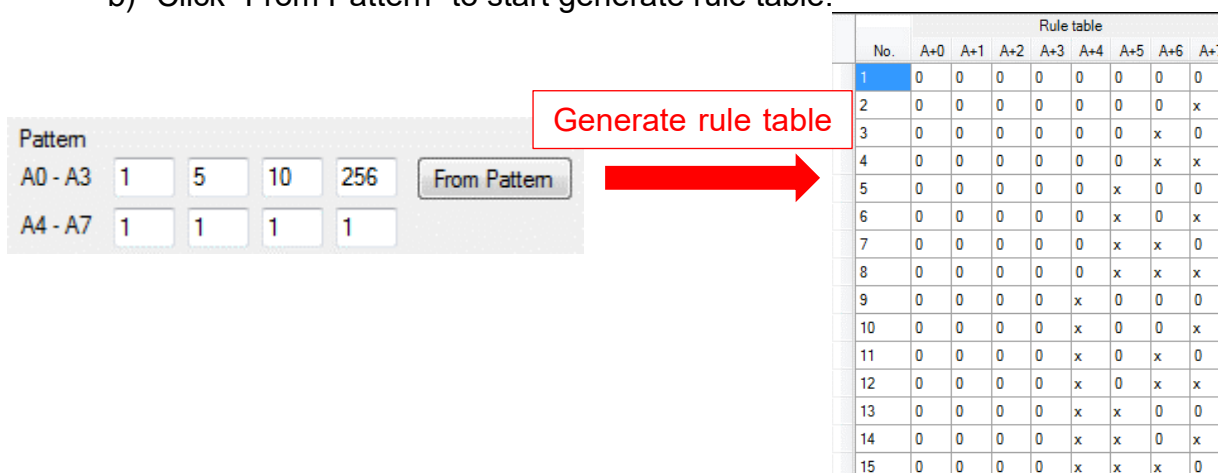 b) Click "From Pattern" to start generate rule table.
Pattern
A0 - A3 1 5 10 256 From Pattern
A4 - A7 1 1 1 1
Generate rule table
Rule table
No. A+0 A+1 A+2 A+3 A+4 A+5 A+6 A+7
1 0 0 0 0 0 0 0 0
2 0 0 0 0 0 0 0 x
3 0 0 0 0 0 0 x 0
4 0 0 0 0 0 0 x x
5 0 0 0 0 0 x 0 0
6 0 0 0 0 0 x 0 x
7 0 0 0 0 0 x x 0
8 0 0 0 0 0 x x x
9 0 0 0 0 x 0 0 0
10 0 0 0 0 x 0 0 x
11 0 0 0 0 x 0 x 0
12 0 0 0 0 x 0 x x
13 0 0 0 0 x x 0 0
14 0 0 0 0 x x 0 x
15 0 0 0 0 x x x 0